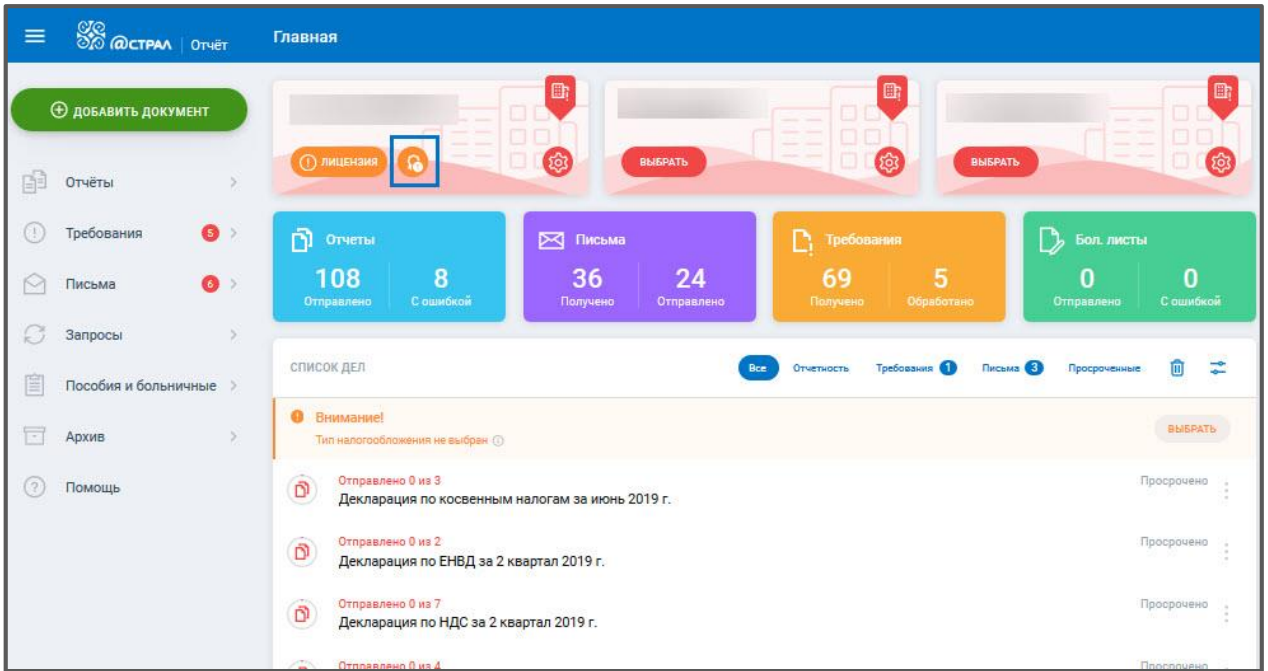 @СТРАЛ | Отчёт
Главная
ДОБАВИТЬ ДОКУМЕНТ
Отчёты
Требования 5
Письма 6
Запросы
Пособия и больничные
Архив
Помощь
ЛИЦЕНЗИЯ
ВЫБРАТЬ
ВЫБРАТЬ
Отчеты
108 8
Отправлено С ошибкой
Письма
36 24
Получено Отправлено
Требования
69 5
Получено Обработано
Бол. листы
0 0
Отправлено С ошибкой
СПИСОК ДЕЛ Все Отчетность Требования 1 Письма 3 Просроченные
Внимание!
Тип налогообложения не выбран
ВЫБРАТЬ
Отправлено 0 из 3
Декларация по косвенным налогам за июнь 2019 г.
Просрочено
Отправлено 0 из 2
Декларация по ЕНВД за 2 квартал 2019 г.
Просрочено
Отправлено 0 из 7
Декларация по НДС за 2 квартал 2019 г.
Просрочено
Отправлено 0 из 4
Просрочено